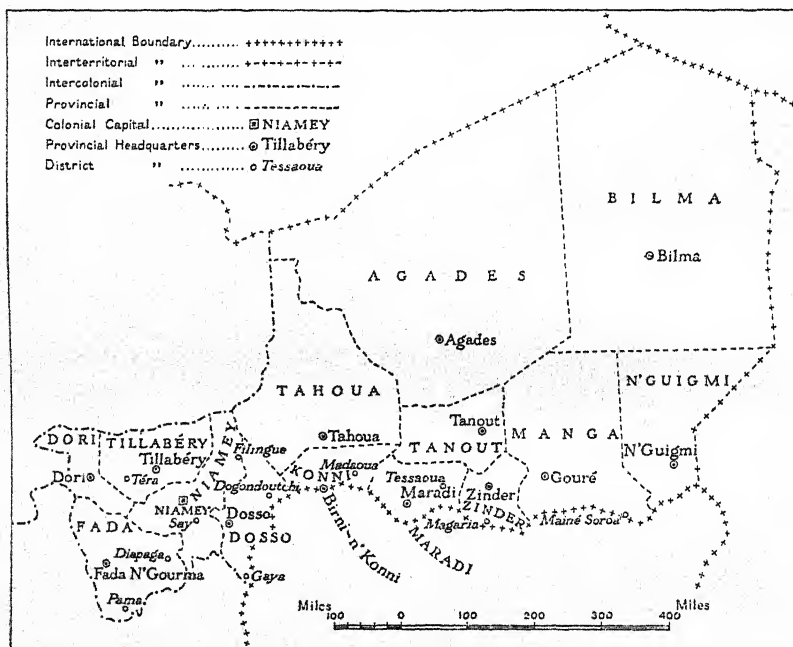 International Boundary.......... +++++++++++++
Interterritorial " ... ...... +-+-+-+-+-+-+
Intercolonial " ... ... ... —·—·—·—·—
Provincial " ... ... ... -------------
Colonial Capital................. NIAMEY
Provincial Headquarters........ Tillabéry
District " ............. Tessaoua
BILMA
Bilma
AGADES
Agades
TAHOUA
N'GUIGMI
DORI
TILLABÉRY
Tillabéry
NIAMEY
Filingue
Tahoua
Tanout
TANOUT
MANGA
N'Guigmi
Dori
Téra
KONNI
Madaoua
Tessaoua
Maradi
Zinder
Gouré
NIAMEY
Dogondoutchi
Say
Dosso
DOSSO
Birni-n'Konni
MARADI
Magaria
ZINDER
Mainé Soroa
FADA
Diapaga
Fada N'Gourma
Gaya
Pama
Miles
Miles
100 0 100 200 300 400